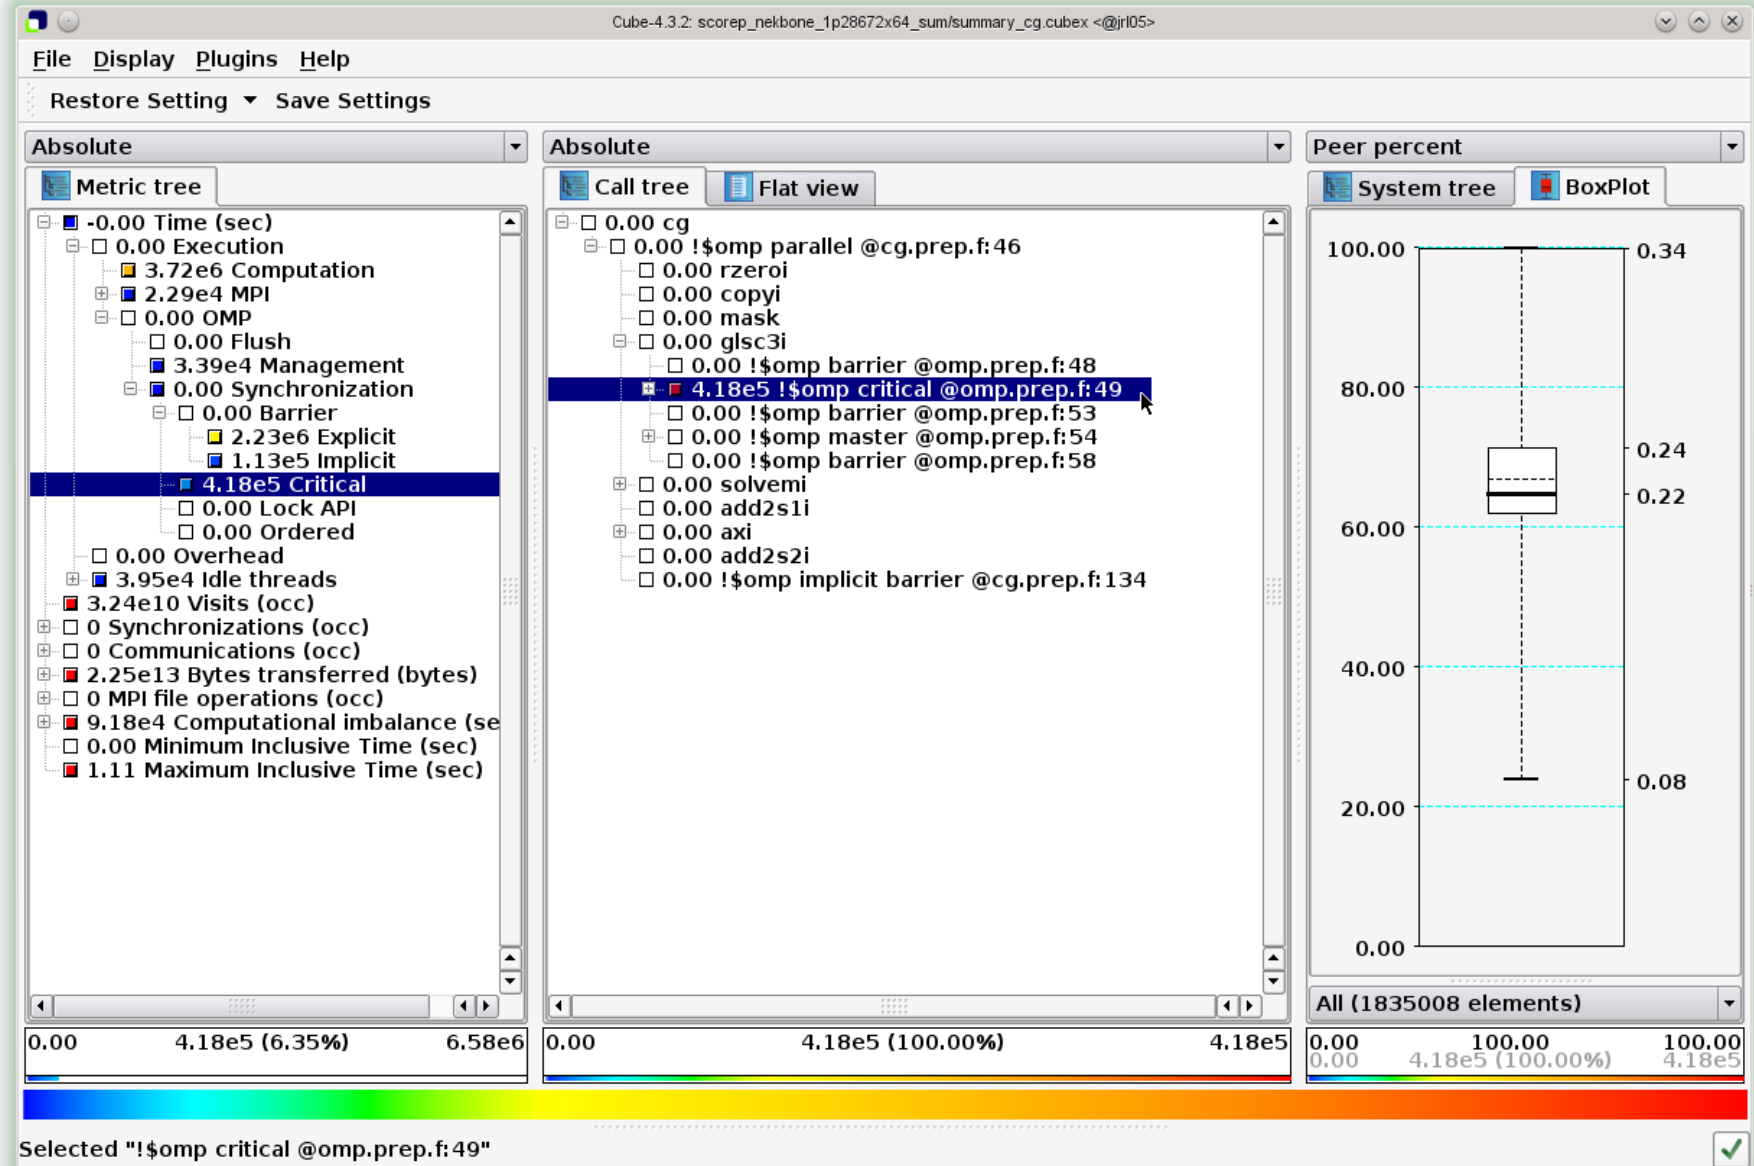 Cube-4.3.2: scorep_nekbone_1p28672x64_sum/summary_cg.cubex <@jrl05>
File Display Plugins Help
Restore Setting Save Settings
Absolute
Metric tree
-0.00 Time (sec)
0.00 Execution
3.72e6 Computation
2.29e4 MPI
0.00 OMP
0.00 Flush
3.39e4 Management
0.00 Synchronization
0.00 Barrier
2.23e6 Explicit
1.13e5 Implicit
4.18e5 Critical
0.00 Lock API
0.00 Ordered
0.00 Overhead
3.95e4 Idle threads
3.24e10 Visits (occ)
0 Synchronizations (occ)
0 Communications (occ)
2.25e13 Bytes transferred (bytes)
0 MPI file operations (occ)
9.18e4 Computational imbalance (se
0.00 Minimum Inclusive Time (sec)
1.11 Maximum Inclusive Time (sec)
0.00 4.18e5 (6.35%) 6.58e6
Absolute
Call tree Flat view
0.00 cg
0.00 !$omp parallel @cg.prep.f:46
0.00 rzeroi
0.00 copyi
0.00 mask
0.00 glsc3i
0.00 !$omp barrier @omp.prep.f:48
4.18e5 !$omp critical @omp.prep.f:49
0.00 !$omp barrier @omp.prep.f:53
0.00 !$omp master @omp.prep.f:54
0.00 !$omp barrier @omp.prep.f:58
0.00 solvemi
0.00 add2s1i
0.00 axi
0.00 add2s2i
0.00 !$omp implicit barrier @cg.prep.f:134
0.00 4.18e5 (100.00%) 4.18e5
Peer percent
System tree BoxPlot
100.00 0.34
80.00
0.24
0.22
60.00
40.00
0.08
20.00
0.00
All (1835008 elements)
0.00 100.00 100.00
0.00 4.18e5 (100.00%) 4.18e5
Selected "!$omp critical @omp.prep.f:49"